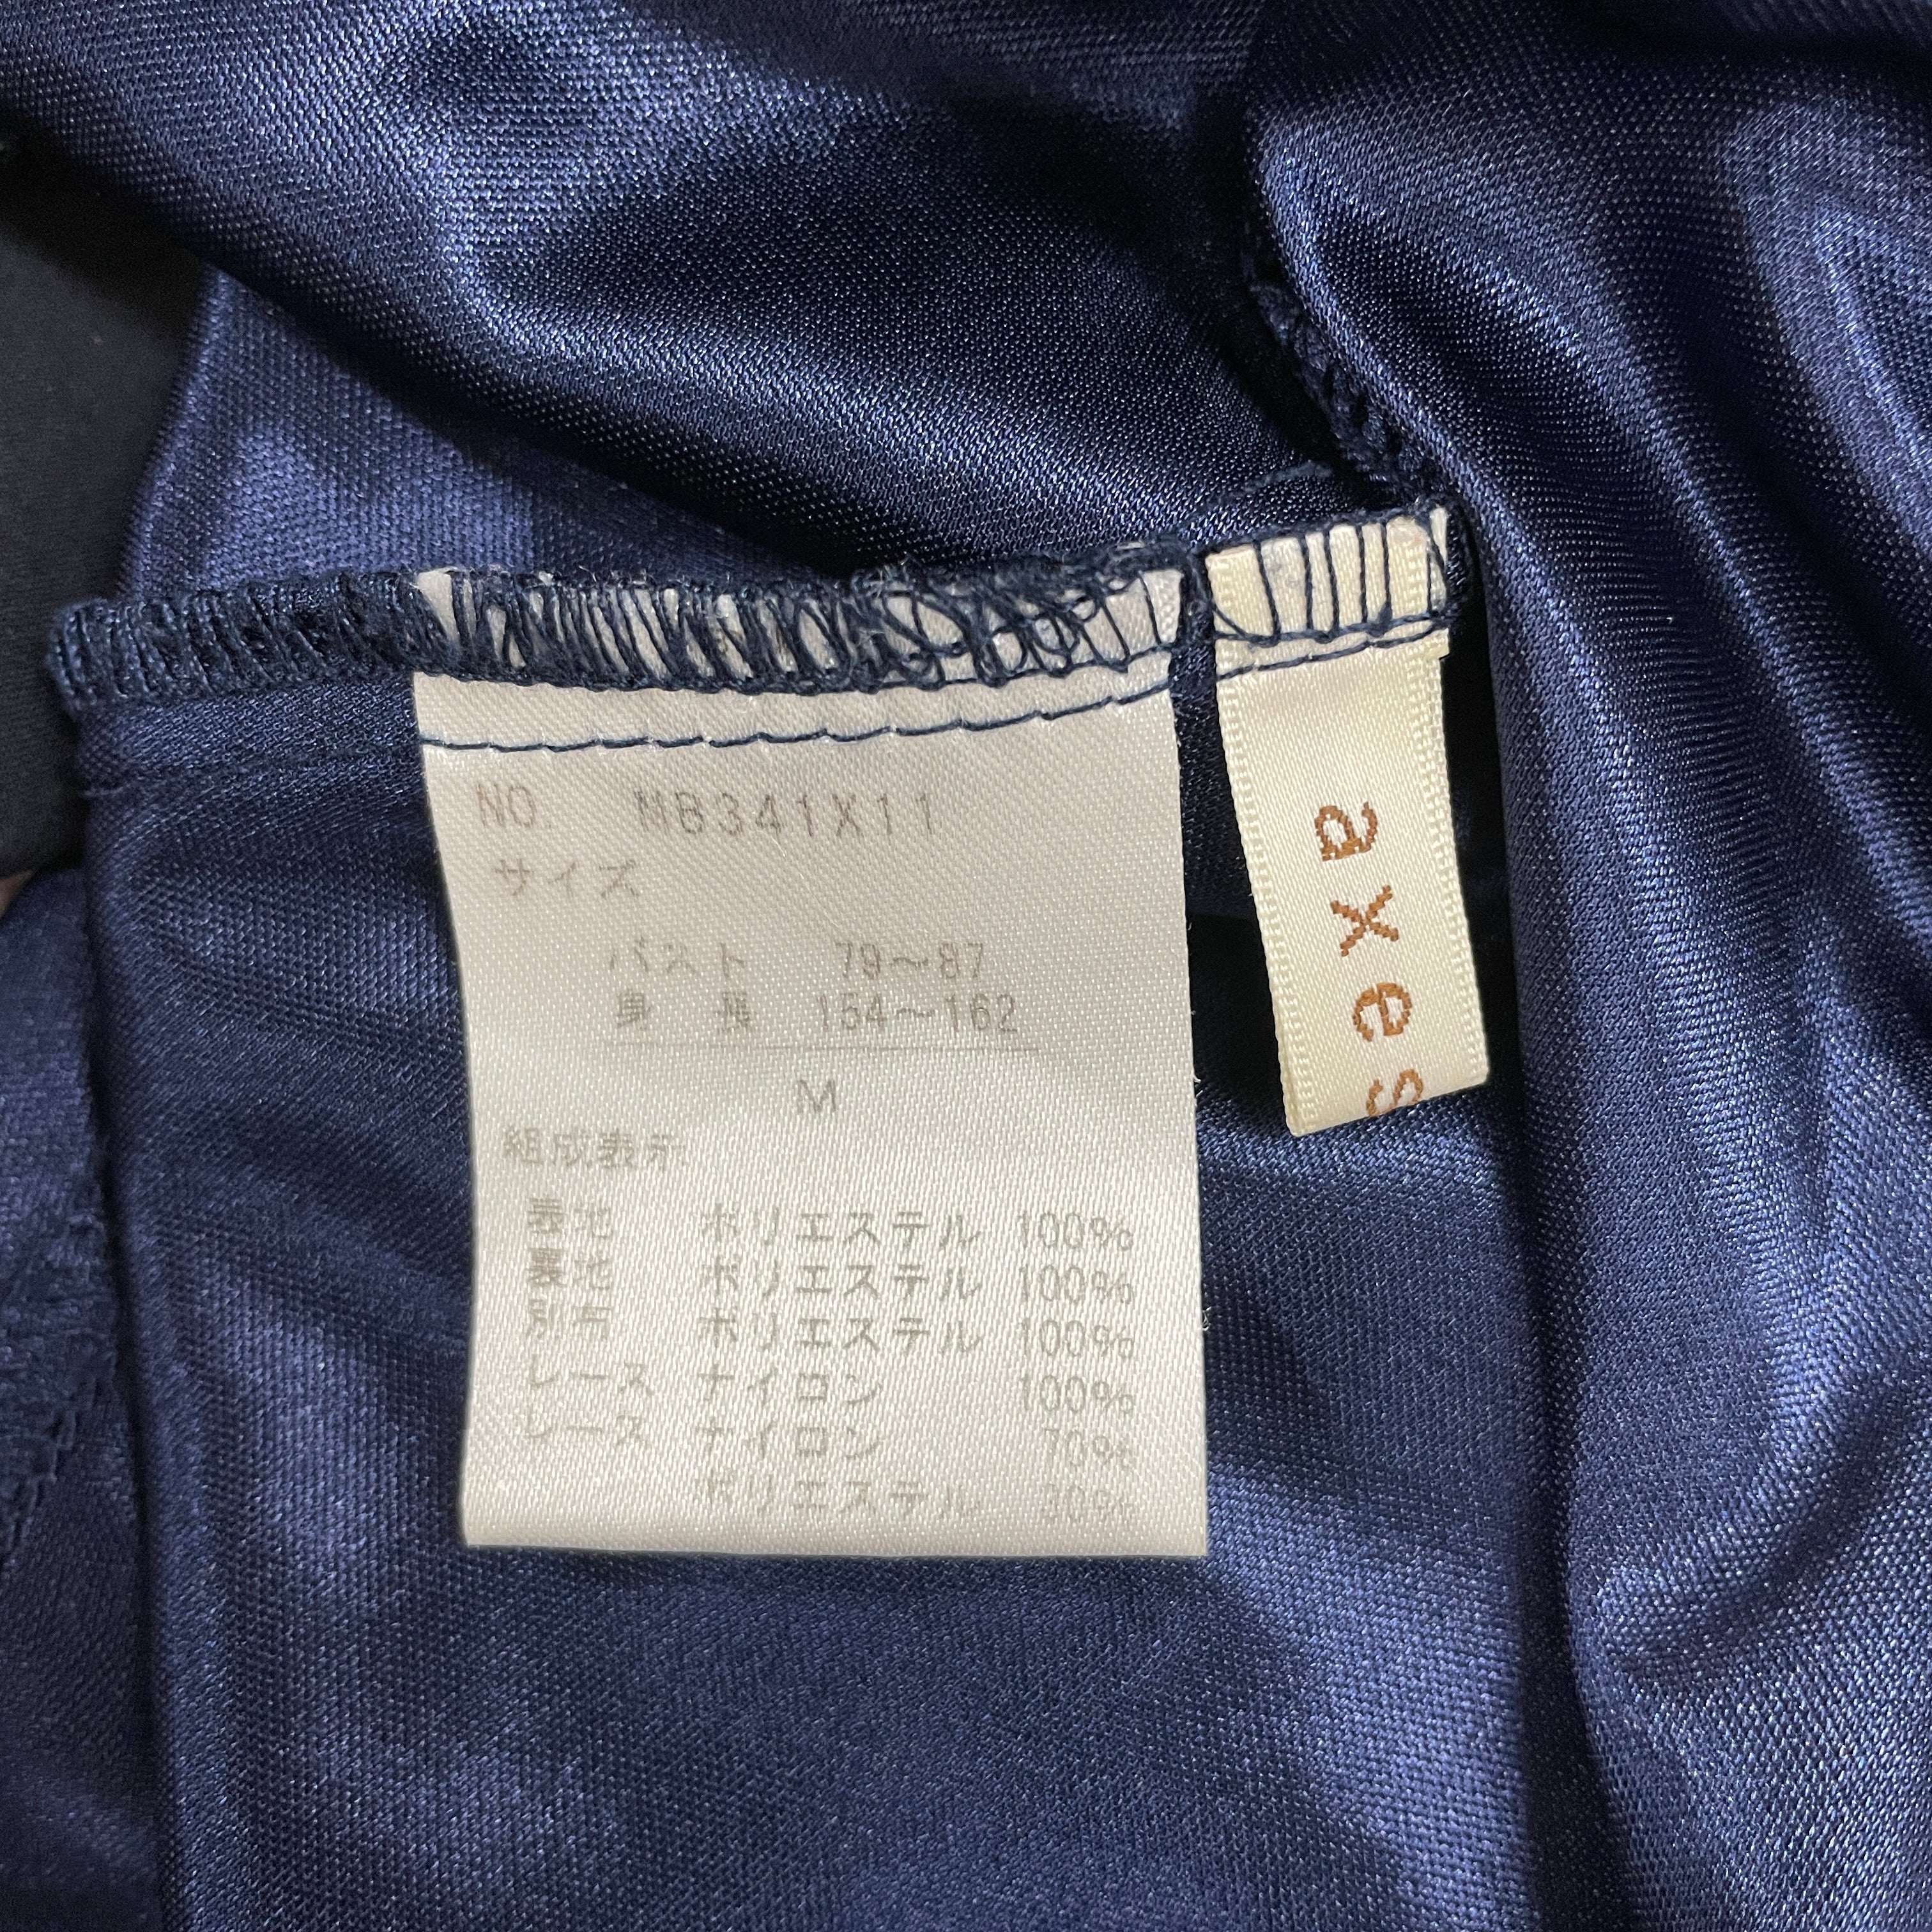 NO. MB341X11
サイズ
バスト 79～87
身長 154～162
M
組成表示
表地 ポリエステル 100%
裏地 ポリエステル 100%
別布 ポリエステル 100%
レース ナイロン 100%
レース ナイロン 70%
ポリエステル 30%
axes